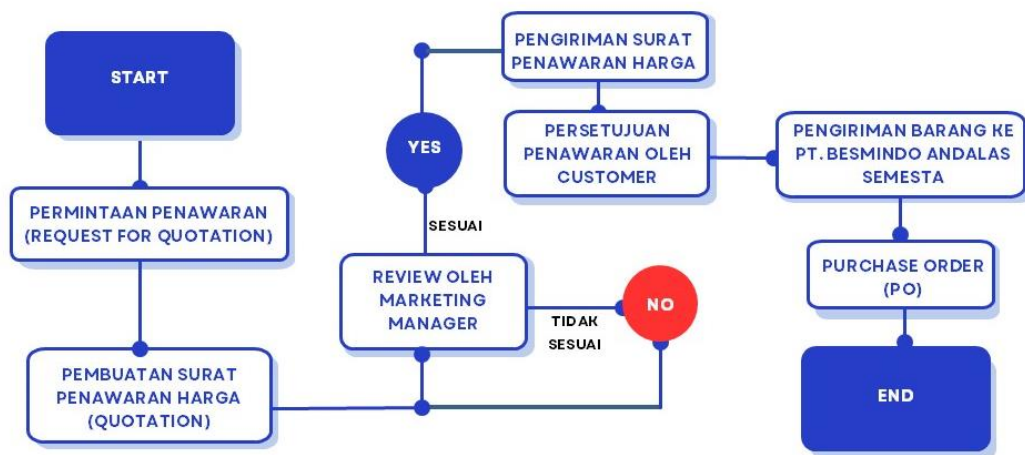 START
PERMINTAAN PENAWARAN
(REQUEST FOR QUOTATION)
PEMBUATAN SURAT
PENAWARAN HARGA
(QUOTATION)
REVIEW OLEH
MARKETING
MANAGER
TIDAK
SESUAI
NO
SESUAI
YES
PENGIRIMAN SURAT
PENAWARAN HARGA
PERSETUJUAN
PENAWARAN OLEH
CUSTOMER
PENGIRIMAN BARANG KE
PT. BESMINDO ANDALAS
SEMESTA
PURCHASE ORDER
(PO)
END